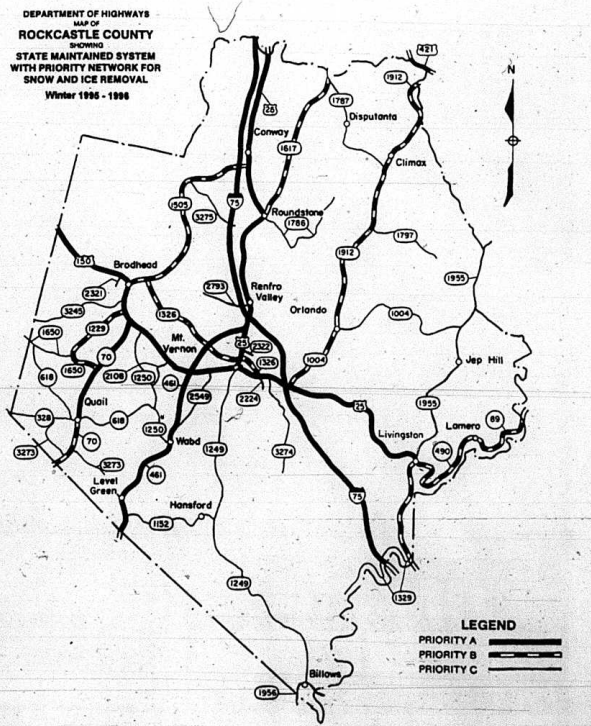 DEPARTMENT OF HIGHWAYS
MAP OF
ROCKCASTLE COUNTY
SHOWING
STATE MAINTAINED SYSTEM
WITH PRIORITY NETWORK FOR
SNOW AND ICE REMOVAL
Winter 1995 - 1996
421
1912
N
25
1787
Disputanta
Conway
1617
Climax
1505
3275
75
Roundstone
1786
1912
1797
150
Brodhead
2793
Renfro
Valley
1955
2321
3245
1326
Orlando
1004
1650
1229
Mt.
Vernon
25
2322
70
1326
1004
Jep Hill
618
1650
2108
1250
461
2549
2224
25
1955
Quail
Livingston
Lamero
89
328
618
1250
Wabd
1249
490
3273
70
3273
461
3274
Level
Green
75
Hansford
1152
1249
1329
LEGEND
PRIORITY A
PRIORITY B
PRIORITY C
Billows
1956